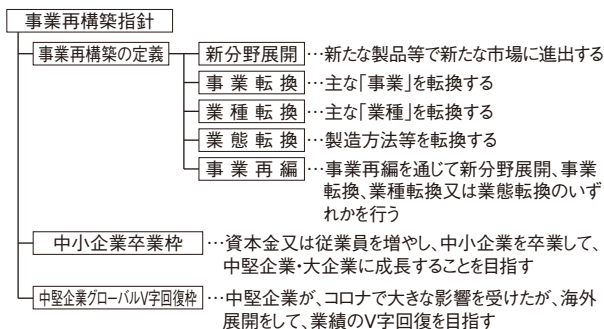 事業再構築指針
事業再構築の定義 新分野展開…新たな製品等で新たな市場に進出する
事業転換…主な「事業」を転換する
業種転換…主な「業種」を転換する
業態転換…製造方法等を転換する
事業再編…事業再編を通じて新分野展開、事業
転換、業種転換又は業態転換のいず
れかを行う
中小企業卒業枠…資本金又は従業員を増やし、中小企業を卒業して、
中堅企業・大企業に成長することを目指す
中堅企業グローバルV字回復枠…中堅企業が、コロナで大きな影響を受けたが、海外
展開をして、業績のV字回復を目指す